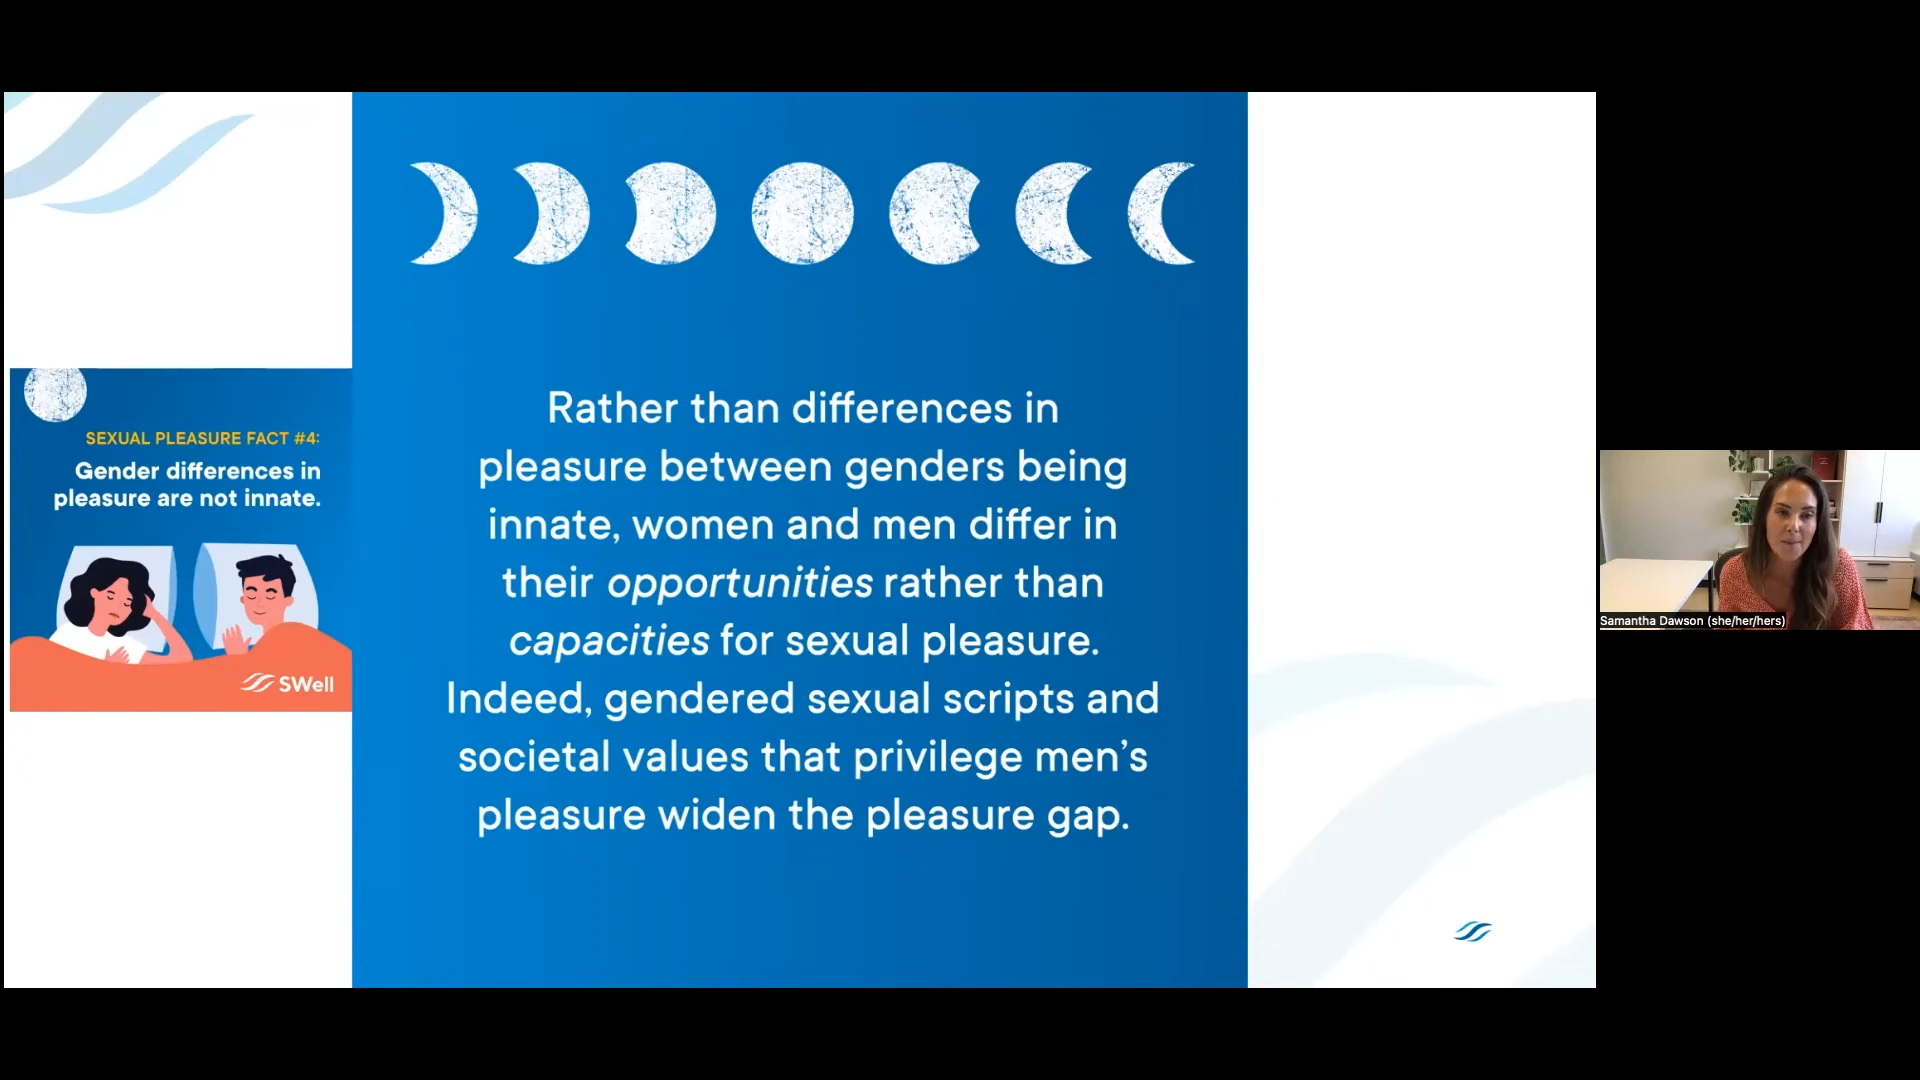 SEXUAL PLEASURE FACT #4:
Gender differences in
pleasure are not innate.
SWell
Rather than differences in
pleasure between genders being
innate, women and men differ in
their opportunities rather than
capacities for sexual pleasure.
Indeed, gendered sexual scripts and
societal values that privilege men’s
pleasure widen the pleasure gap.
Samantha Dawson (she/her/hers)